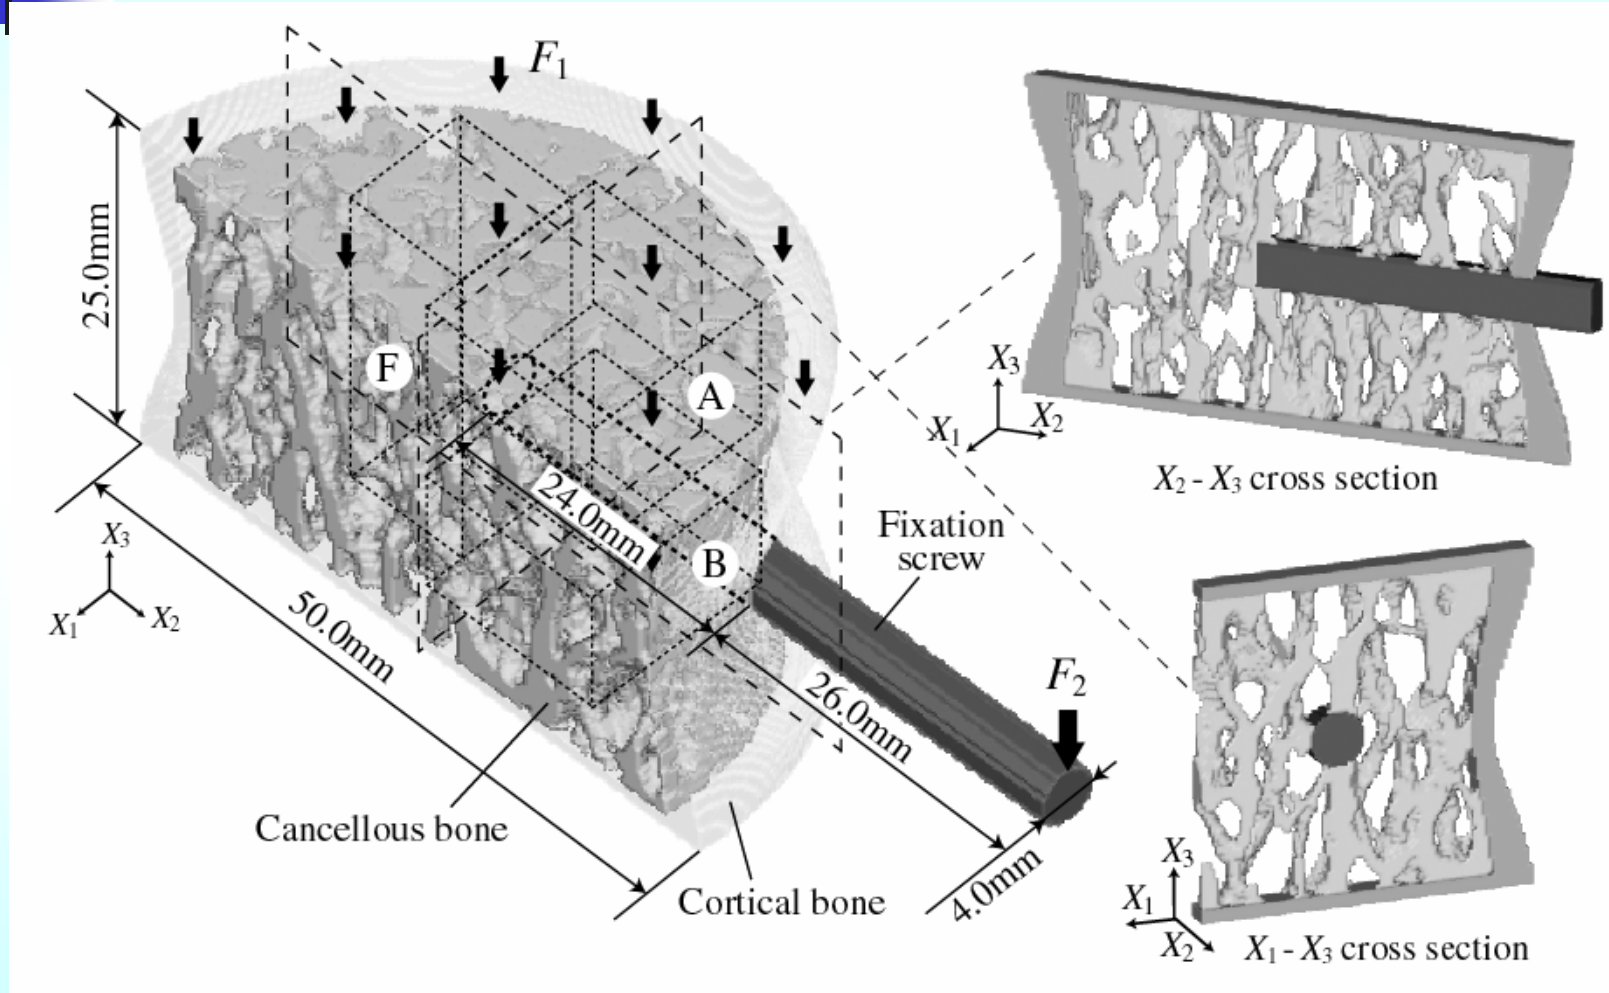 F1
25.0mm
F
A
24.0mm
B
Fixation
screw
X3
X1
X2
50.0mm
26.0mm
F2
4.0mm
Cancellous bone
Cortical bone
X3
X1
X2
X2 - X3 cross section
X3
X1
X2
X1 - X3 cross section